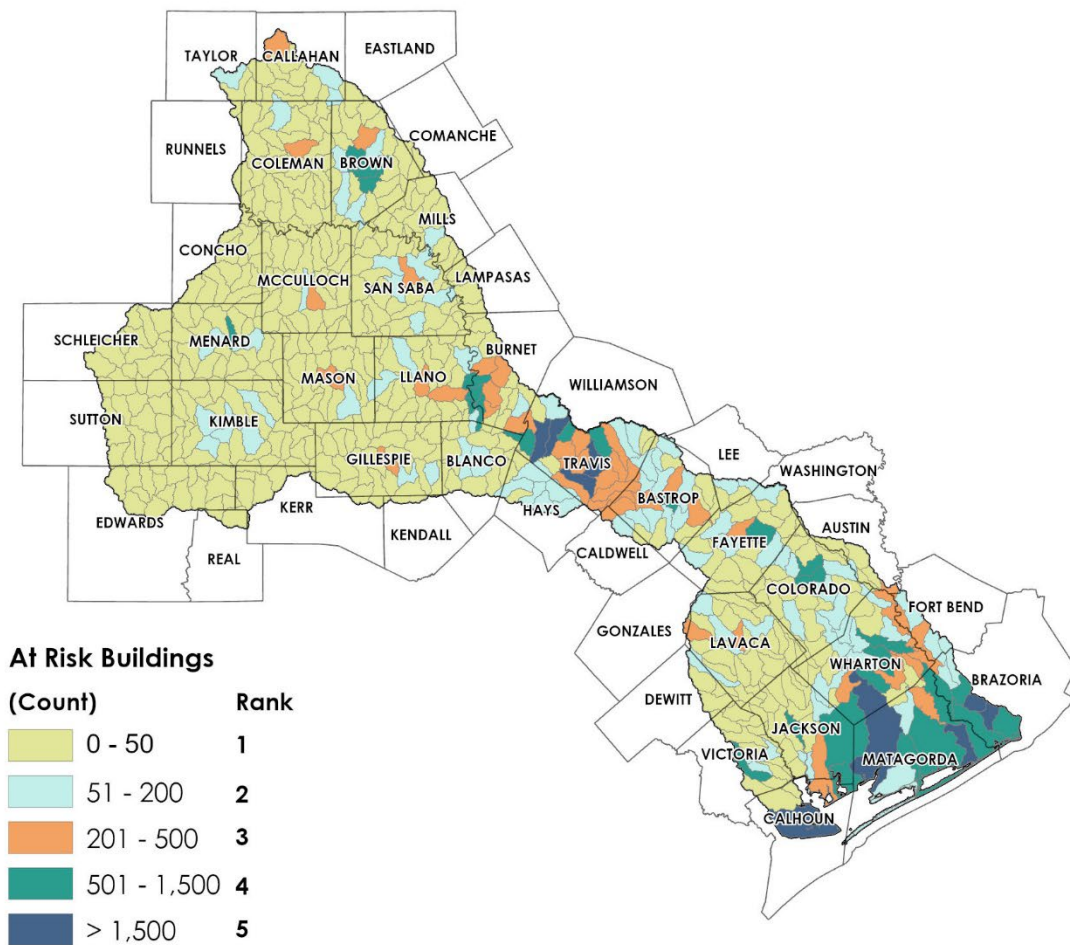 TAYLOR
CALLAHAN
EASTLAND
RUNNELS
COLEMAN
BROWN
COMANCHE
MILLS
CONCHO
MCCULLOCH
SAN SABA
LAMPASAS
SCHLEICHER
MENARD
BURNET
MASON
LLANO
WILLIAMSON
SUTTON
KIMBLE
GILLESPIE
BLANCO
TRAVIS
LEE
WASHINGTON
BASTROP
EDWARDS
KERR
HAYS
AUSTIN
REAL
KENDALL
CALDWELL
FAYETTE
COLORADO
FORT BEND
GONZALES
LAVACA
WHARTON
BRAZORIA
DEWITT
JACKSON
VICTORIA
MATAGORDA
CALHOUN
At Risk Buildings
(Count) Rank
0 - 50 1
51 - 200 2
201 - 500 3
501 - 1,500 4
> 1,500 5